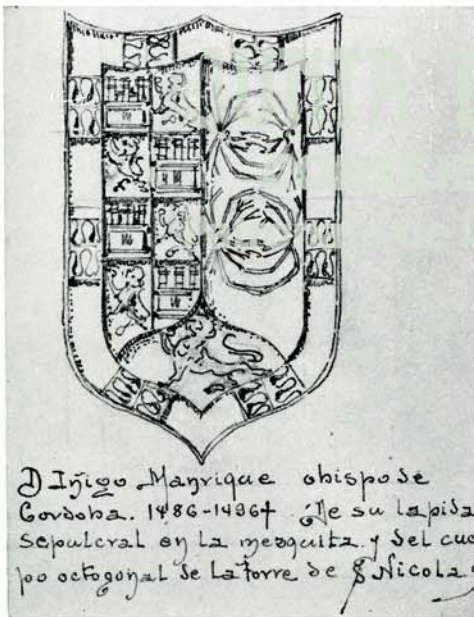 D Iñigo Manrique obispo de
Cordoba. 1486-1496† De su lapida
sepulcral en la mezquita y del cue
po octogonal de la torre de S Nicolas